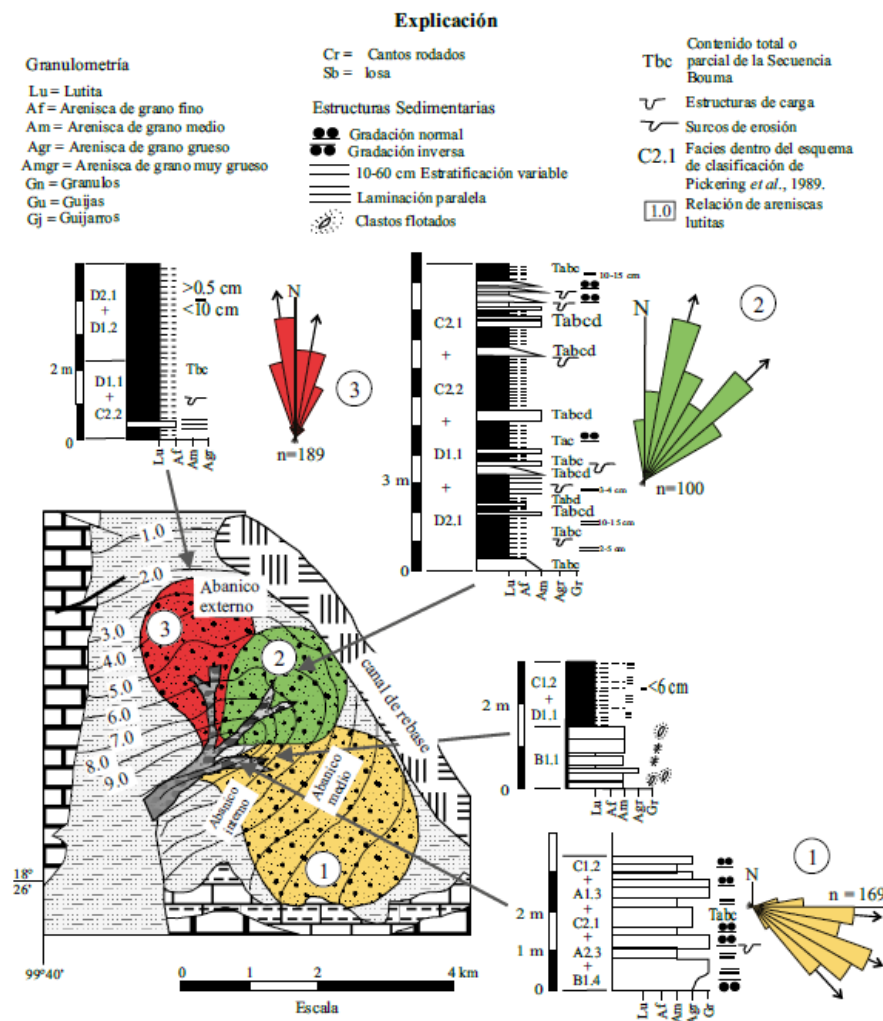 Explicación
Granulometría
Lu = Lutita
Af = Arenisca de grano fino
Am = Arenisca de grano medio
Agr = Arenisca de grano grueso
Amgr = Arenisca de grano muy grueso
Gn = Granulos
Gu = Guijas
Gj = Guijarros
Cr = Cantos rodados
Sb = losa
Estructuras Sedimentarias
Gradación normal
Gradación inversa
10-60 cm Estratificación variable
Laminación paralela
Clastos flotados
Tbc
Contenido total o
parcial de la Secuencia
Bouma
Estructuras de carga
Surcos de erosión
C2.1
Facies dentro del esquema
de clasificación de
Pickering et al., 1989.
1.0
Relación de areniscas
lutitas
D2.1
+
D1.2
D1.1
+
C2.2
2 m
0
>0.5 cm
<10 cm
Tbc
Lu
Af
Am
Agr
N
n=189
3
C2.1
+
C2.2
+
D1.1
+
D2.1
3 m
0
Tabc
10-15 cm
Tabcd
Tabcd
Tabcd
Tac
Tabc
Tabcd
3-4 cm
Tabd
Tabcd
10-15 cm
Tabc
2-5 cm
Tabc
Lu
Af
Am
Agr
Gr
N
n=100
2
1.0
2.0
3.0
4.0
5.0
6.0
7.0
8.0
9.0
Abanico
externo
3
2
canal de rebase
Abanico
medio
Abanico
interno
1
18°
26'
99°40'
0
1
2
4 km
Escala
C1.2
+
D1.1
B1.1
2 m
0
<6 cm
Lu
Af
Am
Agr
Gr
C1.2
+
A1.3
+
C2.1
+
A2.3
+
B1.4
2 m
1 m
0
Tabc
Lu
Af
Am
Agr
Gr
1
N
n = 169